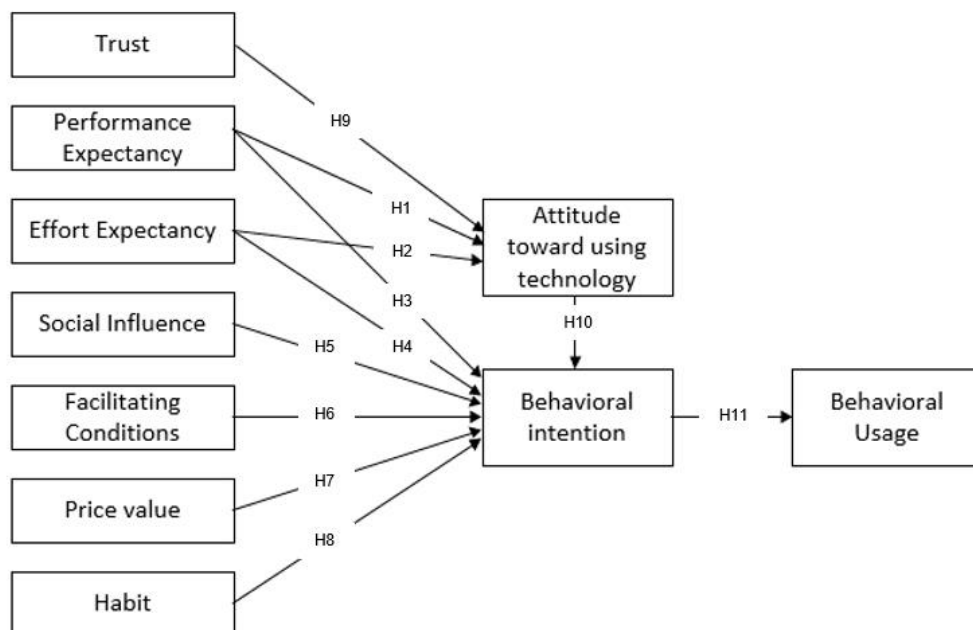 Trust
Performance
Expectancy
Effort Expectancy
Social Influence
Facilitating
Conditions
Price value
Habit
H9
H1
H2
H3
H4
H5
H6
H7
H8
Attitude
toward using
technology
H10
Behavioral
intention
H11
Behavioral
Usage